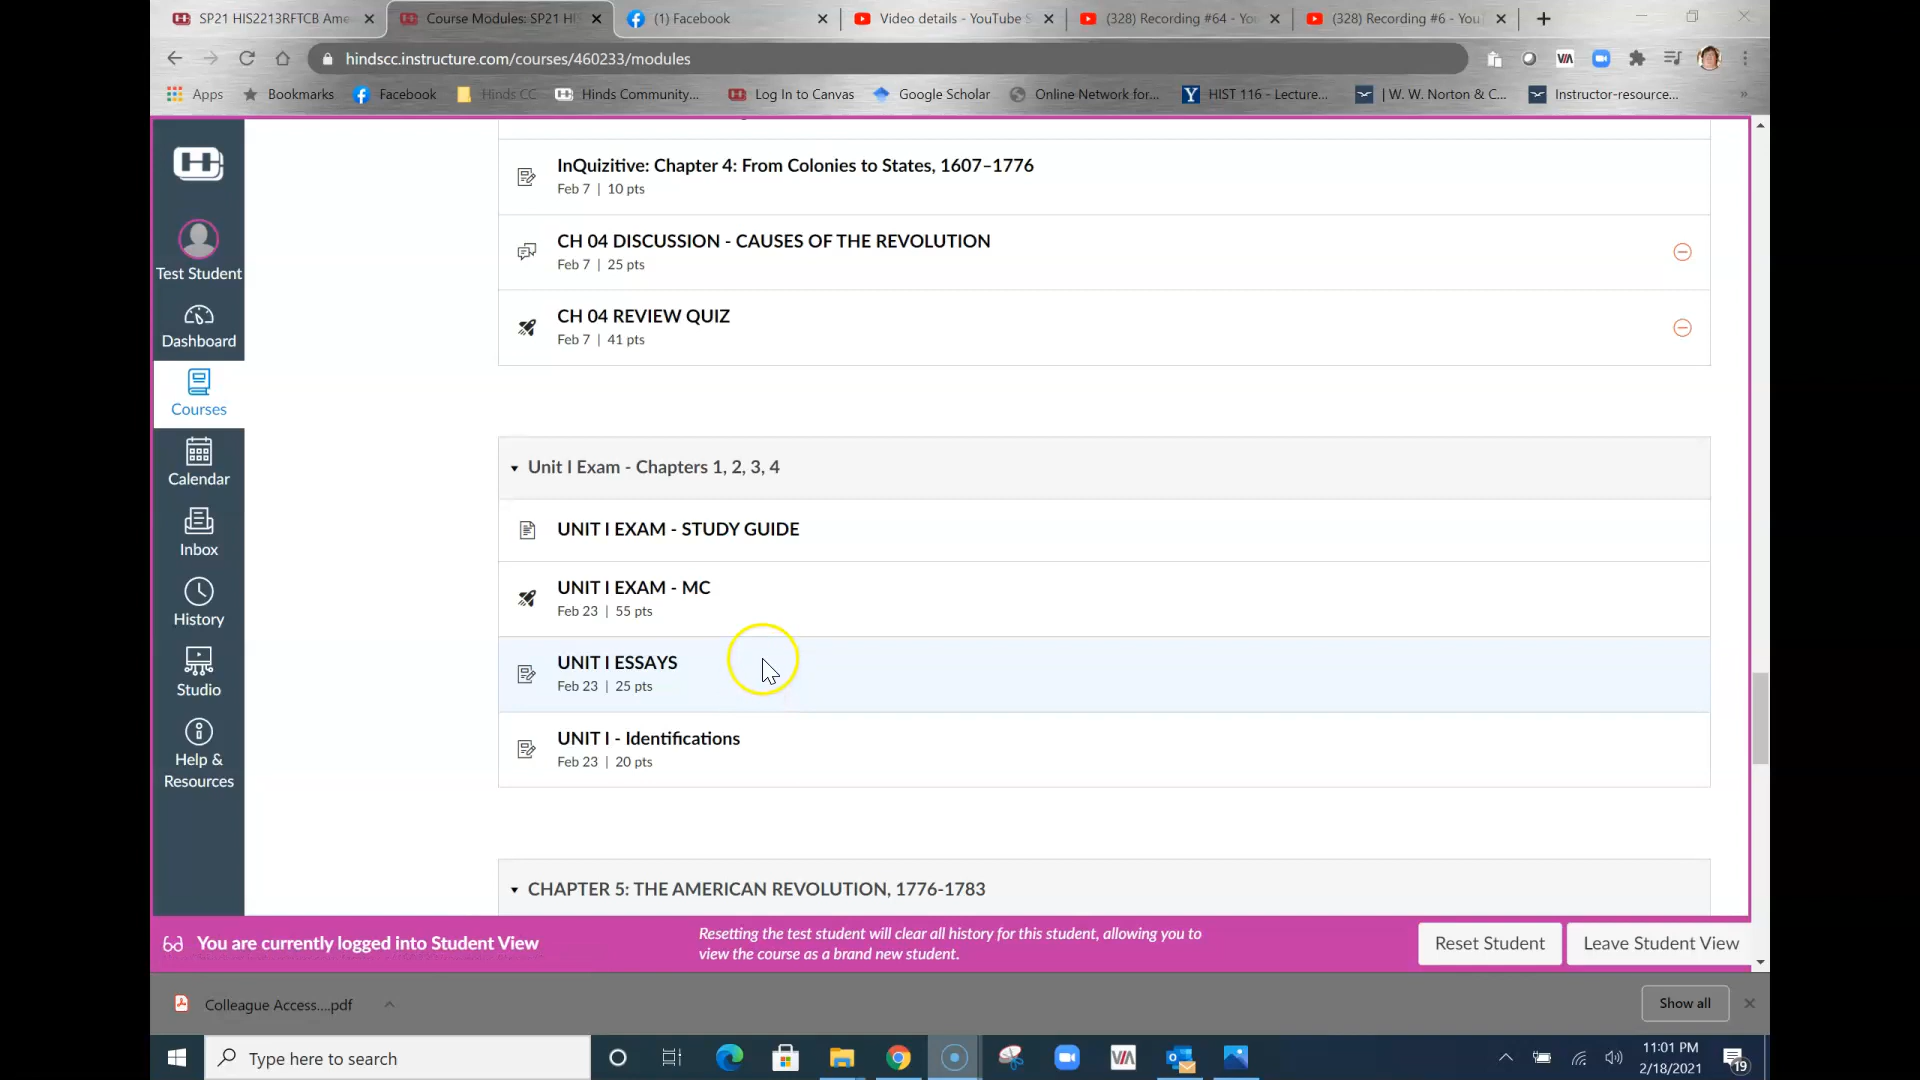 SP21 HIS2213RFTCB Ame
Course Modules: SP21 HI
(1) Facebook
Video details - YouTube S
(328) Recording #64 - Yo
(328) Recording #6 - You
hindscc.instructure.com/courses/460233/modules
Apps
Bookmarks
Facebook
Hinds CC
Hinds Community...
Log In to Canvas
Google Scholar
Online Network for...
HIST 116 - Lecture...
| W. W. Norton & C...
Instructor-resource...
»
InQuizitive: Chapter 4: From Colonies to States, 1607–1776
Feb 7 | 10 pts
CH 04 DISCUSSION - CAUSES OF THE REVOLUTION
Feb 7 | 25 pts
CH 04 REVIEW QUIZ
Feb 7 | 41 pts
Unit I Exam - Chapters 1, 2, 3, 4
UNIT I EXAM - STUDY GUIDE
UNIT I EXAM - MC
Feb 23 | 55 pts
UNIT I ESSAYS
Feb 23 | 25 pts
UNIT I - Identifications
Feb 23 | 20 pts
CHAPTER 5: THE AMERICAN REVOLUTION, 1776-1783
Test Student
Dashboard
Courses
Calendar
Inbox
History
Studio
Help &
Resources
You are currently logged into Student View
Resetting the test student will clear all history for this student, allowing you to
view the course as a brand new student.
Reset Student
Leave Student View
Colleague Access....pdf
Show all
Type here to search
11:01 PM
2/18/2021
19